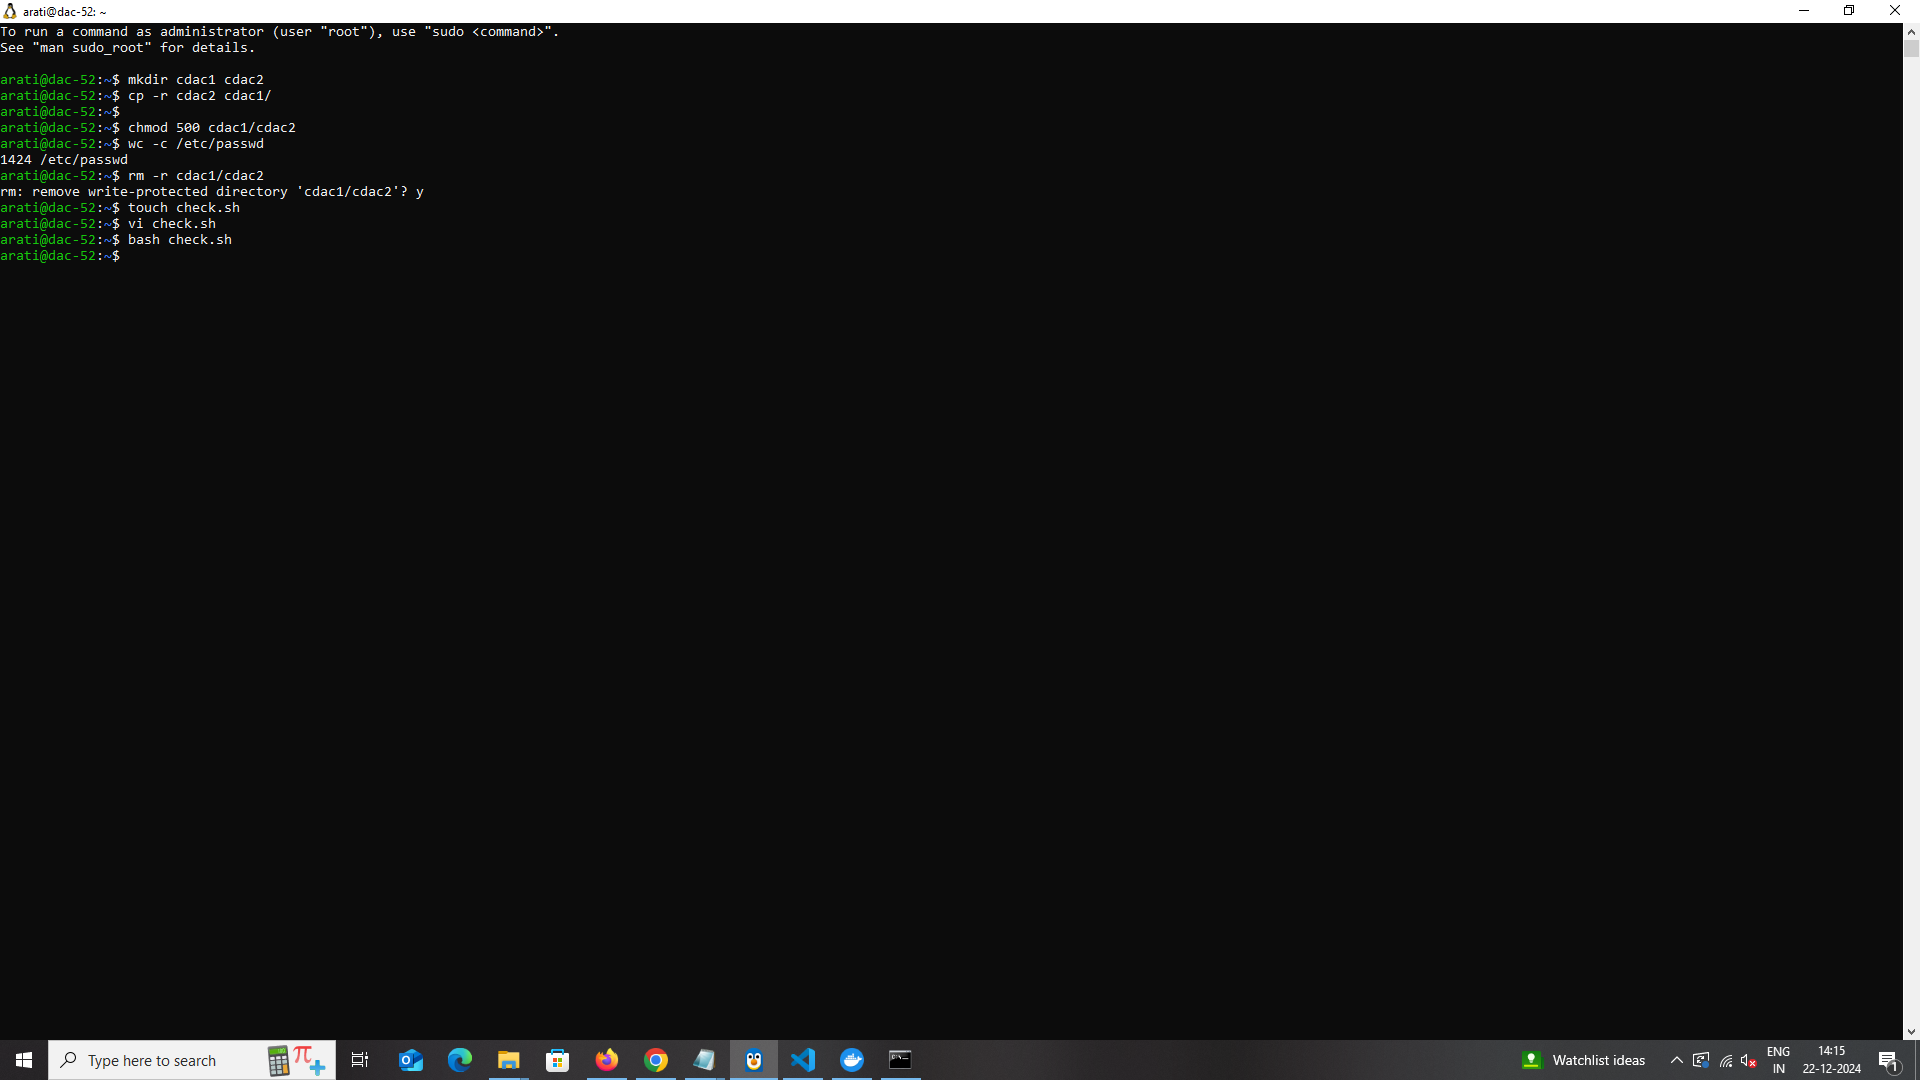 arati@dac-52: ~
To run a command as administrator (user "root"), use "sudo <command>".
See "man sudo_root" for details.
arati@dac-52:~$ mkdir cdac1 cdac2
arati@dac-52:~$ cp -r cdac2 cdac1/
arati@dac-52:~$
arati@dac-52:~$ chmod 500 cdac1/cdac2
arati@dac-52:~$ wc -c /etc/passwd
1424 /etc/passwd
arati@dac-52:~$ rm -r cdac1/cdac2
rm: remove write-protected directory 'cdac1/cdac2'? y
arati@dac-52:~$ touch check.sh
arati@dac-52:~$ vi check.sh
arati@dac-52:~$ bash check.sh
arati@dac-52:~$
Type here to search
Watchlist ideas
ENG
IN
14:15
22-12-2024
1